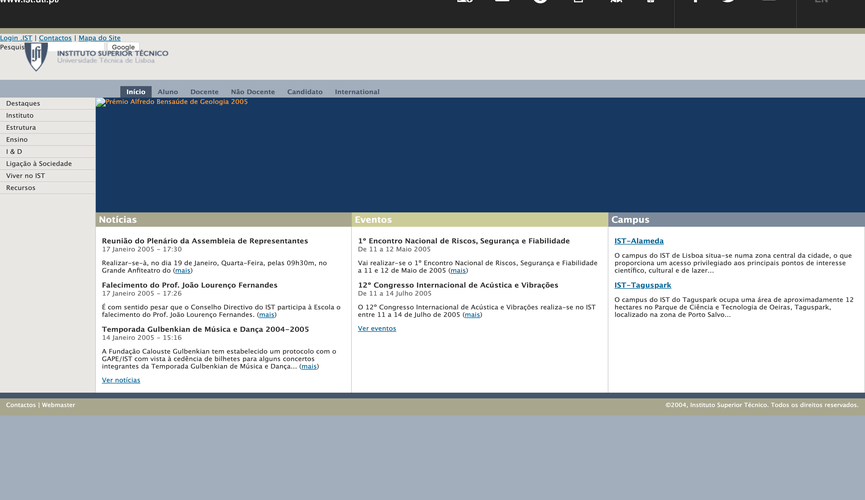 www.ist.utl.pt/
EN
Login .IST | Contactos | Mapa do Site
Pesquis
Google
INSTITUTO SUPERIOR TÉCNICO
Universidade Técnica de Lisboa
Início Aluno Docente Não Docente Candidato International
Destaques
Instituto
Estrutura
Ensino
I & D
Ligação à Sociedade
Viver no IST
Recursos
Prémio Alfredo Bensaúde de Geologia 2005
Notícias
Reunião do Plenário da Assembleia de Representantes
17 Janeiro 2005 - 17:30
Realizar-se-à, no dia 19 de Janeiro, Quarta-Feira, pelas 09h30m, no
Grande Anfiteatro do (mais)
Falecimento do Prof. João Lourenço Fernandes
17 Janeiro 2005 - 17:26
É com sentido pesar que o Conselho Directivo do IST participa à Escola o
falecimento do Prof. João Lourenço Fernandes. (mais)
Temporada Gulbenkian de Música e Dança 2004-2005
14 Janeiro 2005 - 15:16
A Fundação Calouste Gulbenkian tem estabelecido um protocolo com o
GAPE/IST com vista à cedência de bilhetes para alguns concertos
integrantes da Temporada Gulbenkian de Música e Dança... (mais)
Ver notícias
Eventos
1º Encontro Nacional de Riscos, Segurança e Fiabilidade
De 11 a 12 Maio 2005
Vai realizar-se o 1º Encontro Nacional de Riscos, Segurança e Fiabilidade
a 11 e 12 de Maio de 2005 (mais)
12º Congresso Internacional de Acústica e Vibrações
De 11 a 14 Julho 2005
O 12º Congresso Internacional de Acústica e Vibrações realiza-se no IST
entre 11 a 14 de Julho de 2005 (mais)
Ver eventos
Campus
IST-Alameda
O campus do IST de Lisboa situa-se numa zona central da cidade, o que
proporciona um acesso privilegiado aos principais pontos de interesse
científico, cultural e de lazer...
IST-Taguspark
O campus do IST do Taguspark ocupa uma área de aproximadamente 12
hectares no Parque de Ciência e Tecnologia de Oeiras, Taguspark,
localizado na zona de Porto Salvo...
Contactos | Webmaster
©2004, Instituto Superior Técnico. Todos os direitos reservados.